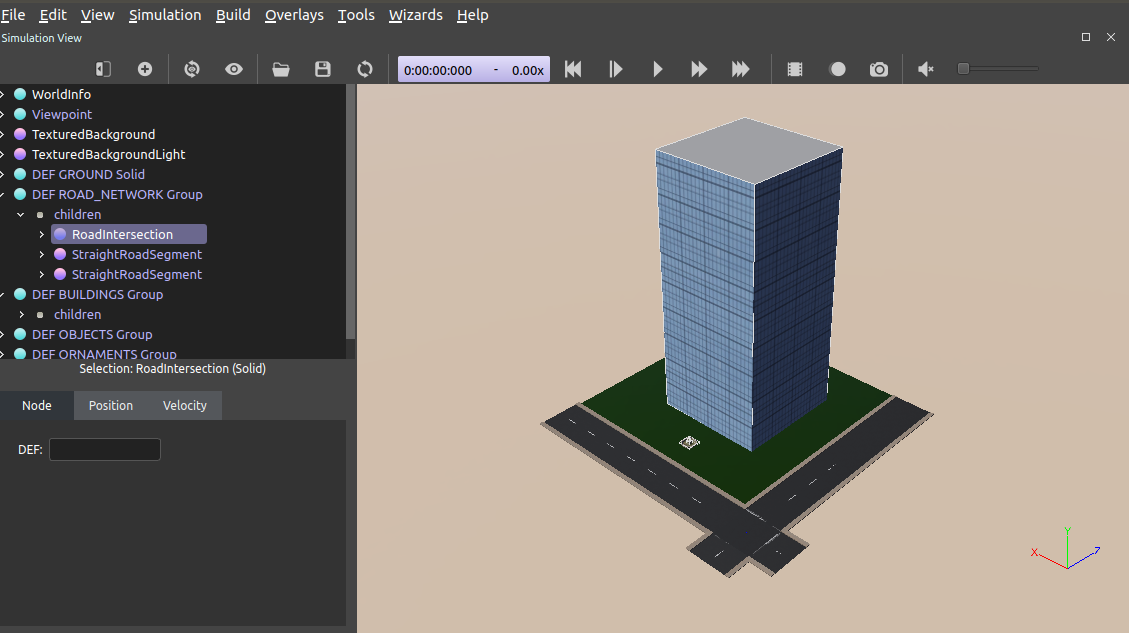 File Edit View Simulation Build Overlays Tools Wizards Help
Simulation View
0:00:00:000 - 0.00x
WorldInfo
Viewpoint
TexturedBackground
TexturedBackgroundLight
DEF GROUND Solid
DEF ROAD_NETWORK Group
children
RoadIntersection
StraightRoadSegment
StraightRoadSegment
DEF BUILDINGS Group
children
DEF OBJECTS Group
DEF ORNAMENTS Group
Selection: RoadIntersection (Solid)
Node Position Velocity
DEF:
Y
X Z